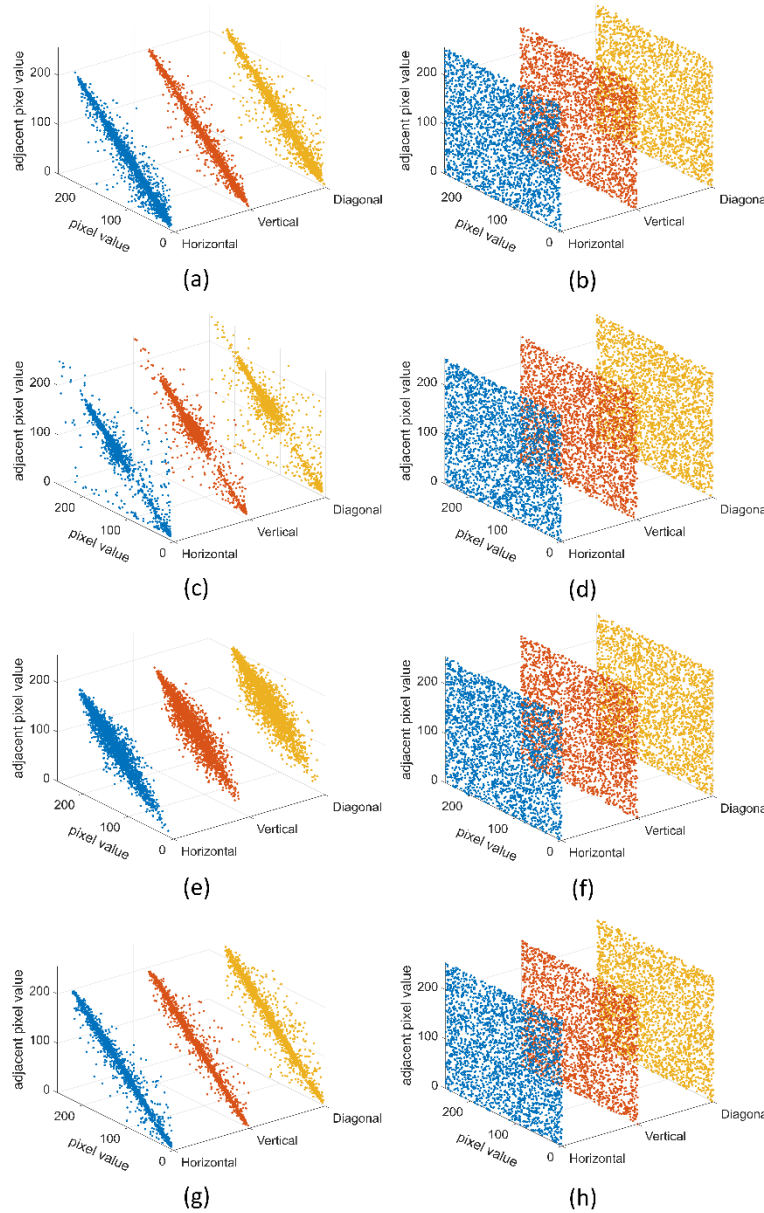 adjacent pixel value
200
100
0
200
100
0
pixel value
Horizontal
Vertical
Diagonal
(a)
adjacent pixel value
200
100
0
200
100
0
pixel value
Horizontal
Vertical
Diagonal
(b)
adjacent pixel value
200
100
0
200
100
0
pixel value
Horizontal
Vertical
Diagonal
(c)
adjacent pixel value
200
100
0
200
100
0
pixel value
Horizontal
Vertical
Diagonal
(d)
adjacent pixel value
200
100
0
200
100
0
pixel value
Horizontal
Vertical
Diagonal
(e)
adjacent pixel value
200
100
0
200
100
0
pixel value
Horizontal
Vertical
Diagonal
(f)
adjacent pixel value
200
100
0
200
100
0
pixel value
Horizontal
Vertical
Diagonal
(g)
adjacent pixel value
200
100
0
200
100
0
pixel value
Horizontal
Vertical
Diagonal
(h)